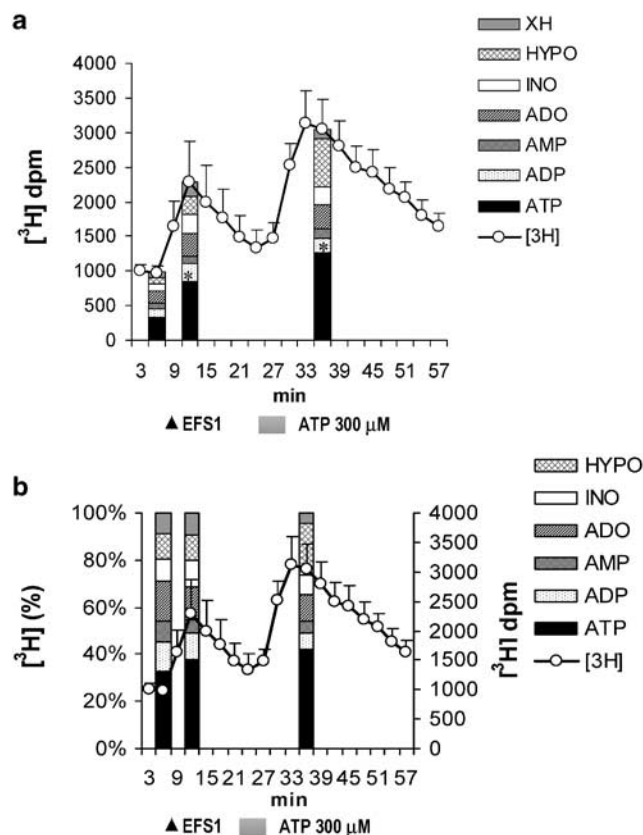 a
XH
HYPO
INO
ADO
AMP
ADP
ATP
[3H]
[³H] dpm
4000
3500
3000
2500
2000
1500
1000
500
0
*
*
3 9 15 21 27 33 39 45 51 57
min
▲ EFS1 ATP 300 µM
b
HYPO
INO
ADO
AMP
ADP
ATP
[3H]
[³H] (%)
100%
80%
60%
40%
20%
0%
4000
3500
3000
2500
2000
1500
1000
500
0
[³H] dpm
3 9 15 21 27 33 39 45 51 57
min
▲ EFS1 ATP 300 µM